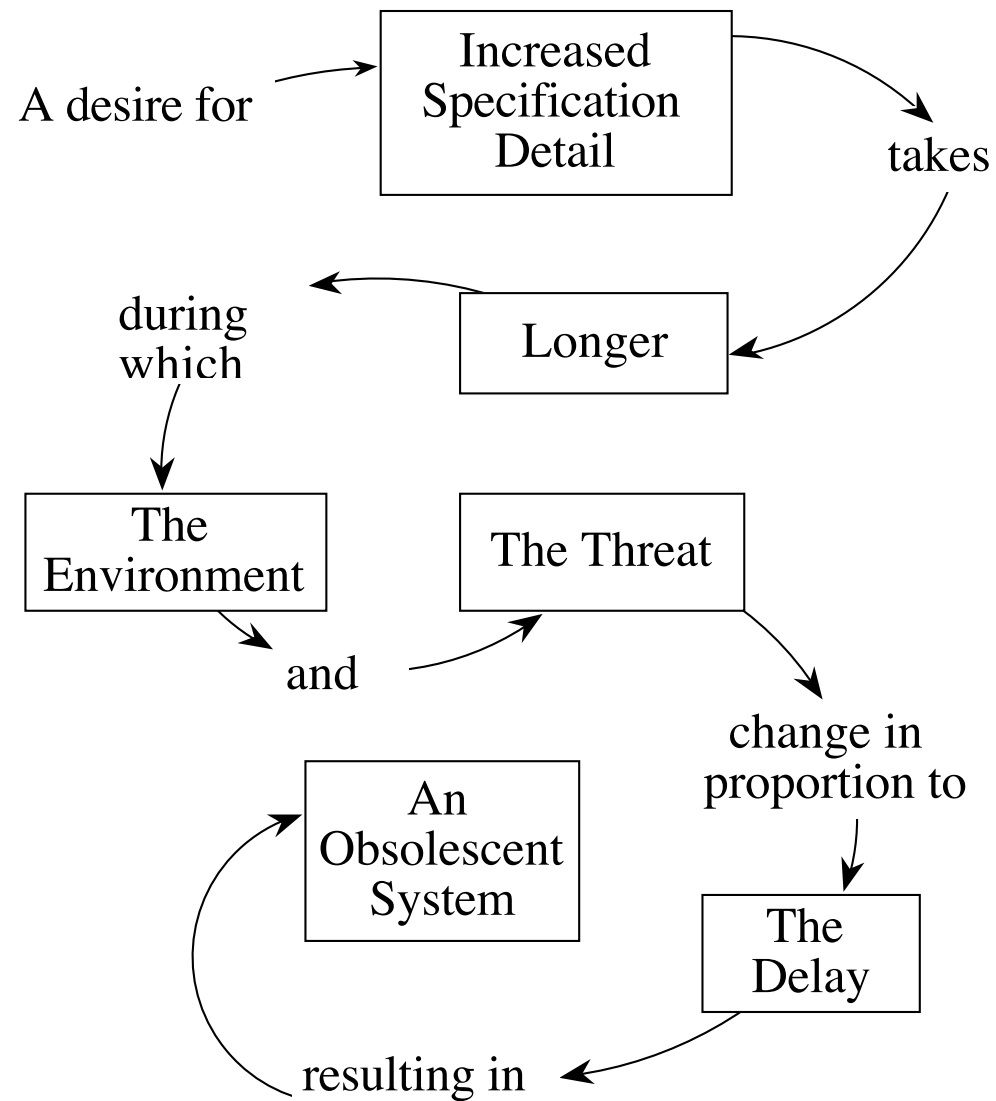 A desire for
Increased
Specification
Detail
takes
Longer
during
which
The
Environment
and
The Threat
change in
proportion to
The
Delay
resulting in
An
Obsolescent
System